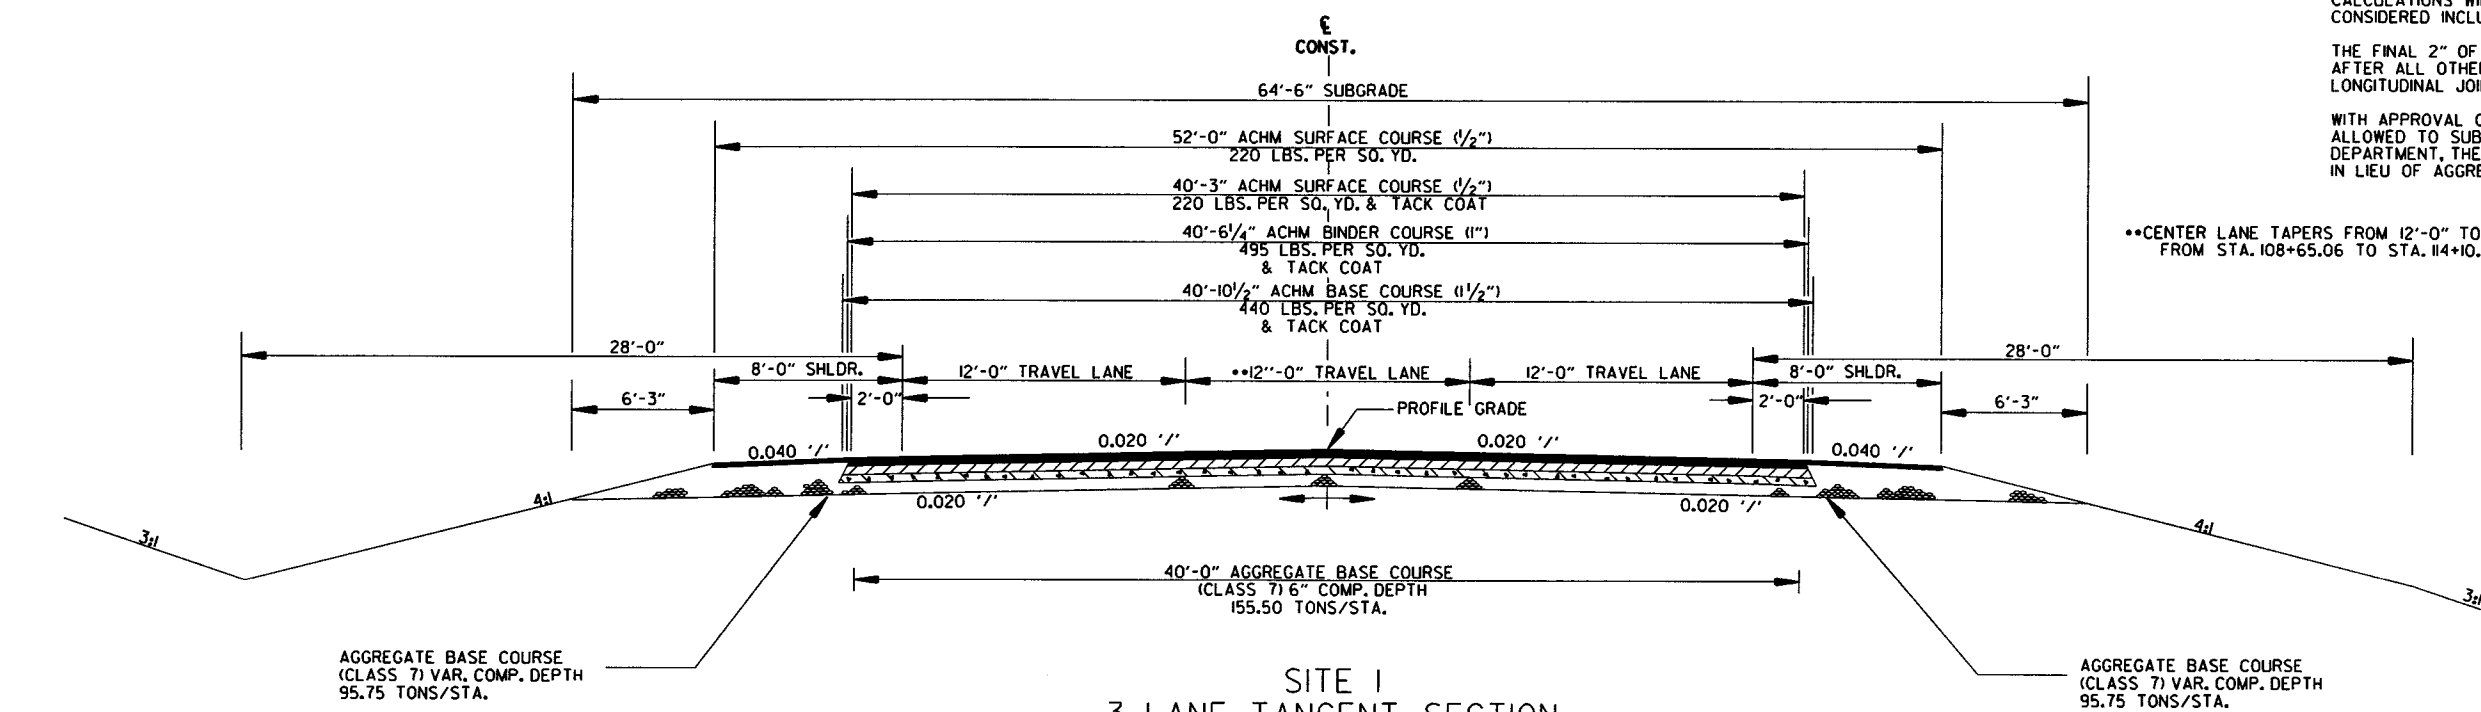 CONSIDERED
℄
CONST.
THE FINAL 2" OF
AFTER ALL
LONGITUDINAL
64'-6" SUBGRADE
WITH APPROVAL
ALLOWED TO
DEPARTMENT, THE
IN LIEU OF
52'-0" ACHM SURFACE COURSE (1/2")
220 LBS. PER SQ. YD.
40'-3" ACHM SURFACE COURSE (1/2")
220 LBS. PER SQ. YD. & TACK COAT
40'-6 1/4" ACHM BINDER COURSE (1")
495 LBS. PER SQ. YD.
& TACK COAT
••CENTER LANE TAPERS FROM 12'-0" TO
FROM STA. 108+65.06 TO STA. 114+10.
40'-10 1/2" ACHM BASE COURSE (1 1/2")
440 LBS. PER SQ. YD.
& TACK COAT
28'-0"
28'-0"
8'-0" SHLDR.
12'-0" TRAVEL LANE
••12''-0" TRAVEL LANE
12'-0" TRAVEL LANE
8'-0" SHLDR.
6'-3"
2'-0"
PROFILE GRADE
2'-0"
6'-3"
0.040 '/'
0.020 '/'
0.020 '/'
0.040 '/'
4:1
0.020 '/'
0.020 '/'
4:1
3:1
3:1
40'-0" AGGREGATE BASE COURSE
(CLASS 7) 6" COMP. DEPTH
155.50 TONS/STA.
AGGREGATE BASE COURSE
(CLASS 7) VAR. COMP. DEPTH
95.75 TONS/STA.
AGGREGATE BASE COURSE
(CLASS 7) VAR. COMP. DEPTH
95.75 TONS/STA.
SITE 1
3 LANE TANGENT SECTION